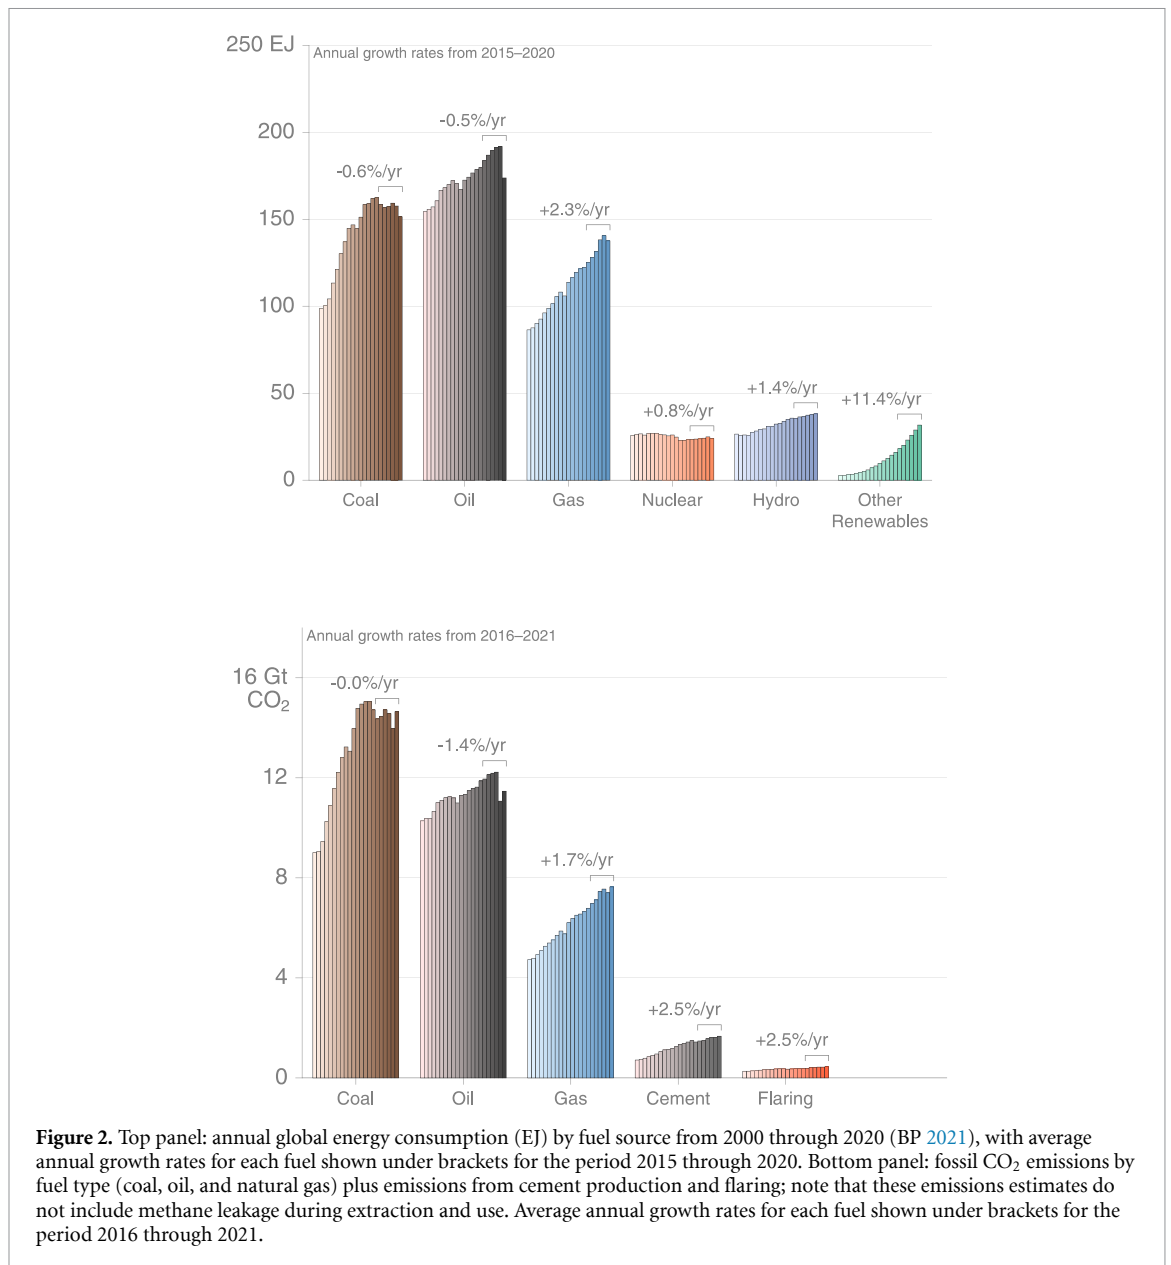 250 EJ
Annual growth rates from 2015–2020
200
150
100
50
0
-0.6%/yr
-0.5%/yr
+2.3%/yr
+0.8%/yr
+1.4%/yr
+11.4%/yr
Coal
Oil
Gas
Nuclear
Hydro
Other
Renewables
Annual growth rates from 2016–2021
16 Gt
CO₂
12
8
4
0
-0.0%/yr
-1.4%/yr
+1.7%/yr
+2.5%/yr
+2.5%/yr
Coal
Oil
Gas
Cement
Flaring
Figure 2. Top panel: annual global energy consumption (EJ) by fuel source from 2000 through 2020 (BP 2021), with average
annual growth rates for each fuel shown under brackets for the period 2015 through 2020. Bottom panel: fossil CO₂ emissions by
fuel type (coal, oil, and natural gas) plus emissions from cement production and flaring; note that these emissions estimates do
not include methane leakage during extraction and use. Average annual growth rates for each fuel shown under brackets for the
period 2016 through 2021.